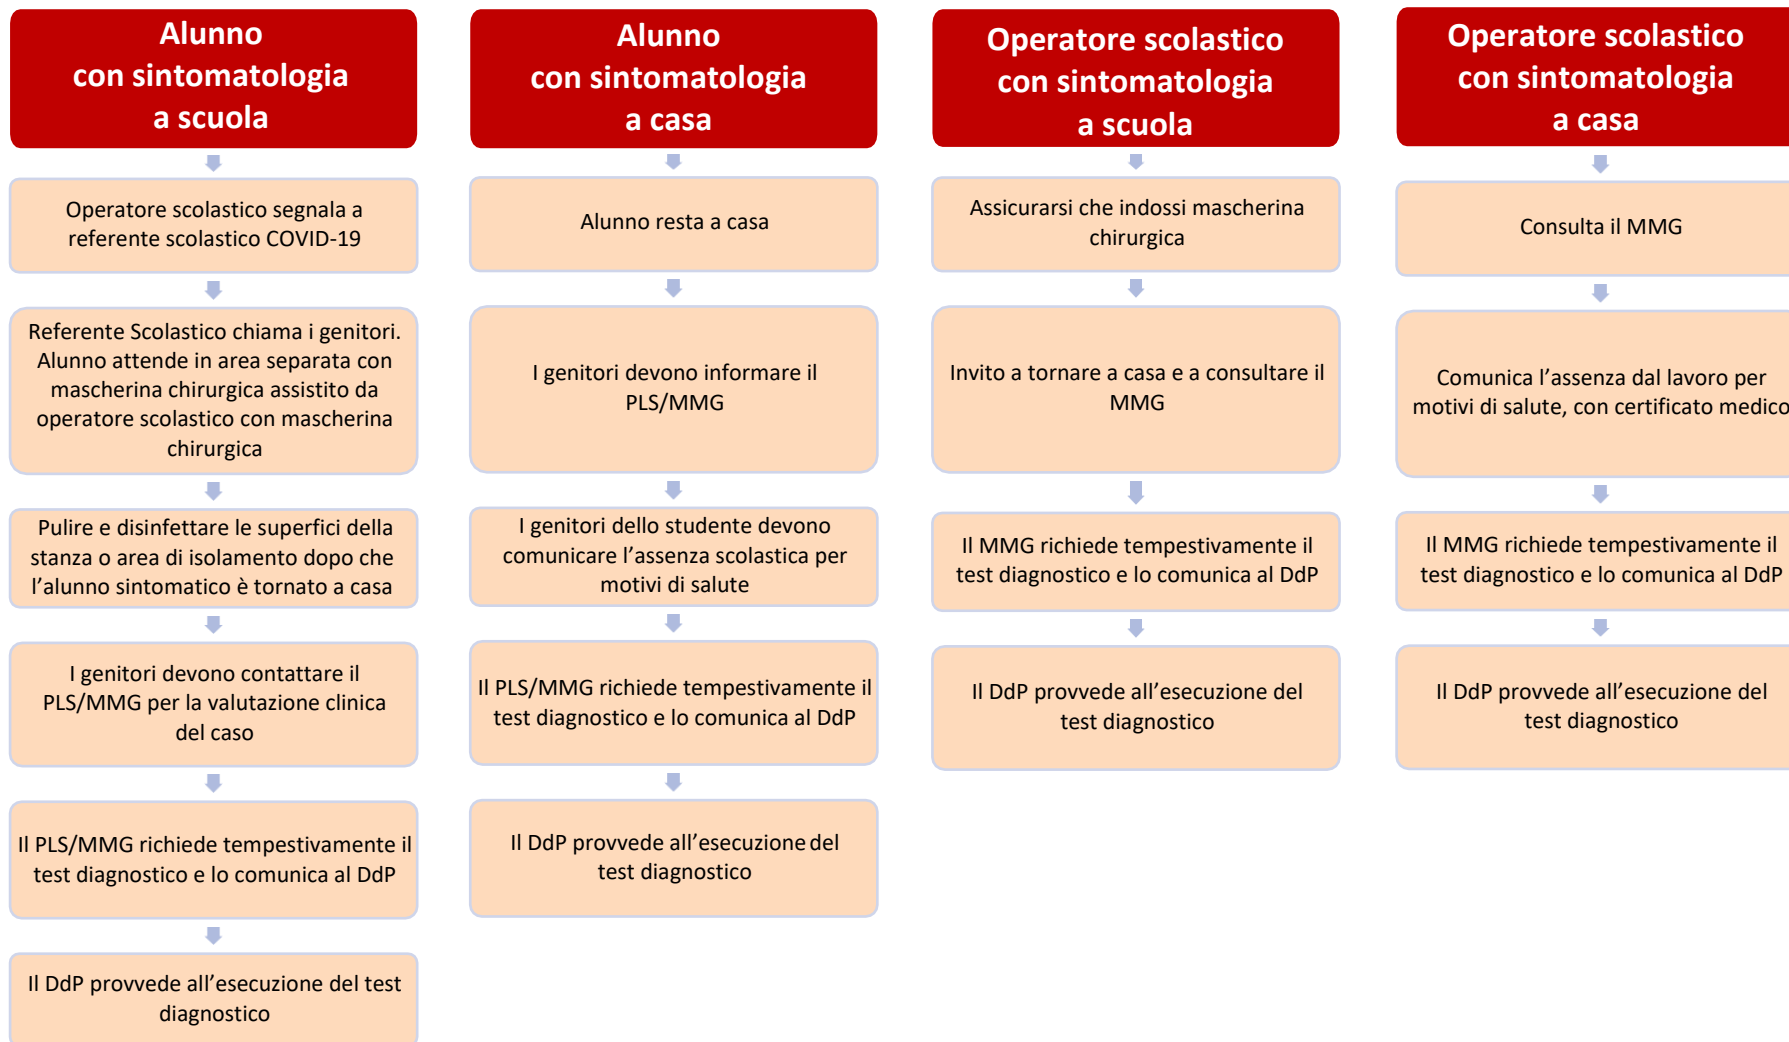 Alunno
con sintomatologia
a scuola
Operatore scolastico segnala a
referente scolastico COVID-19
Referente Scolastico chiama i genitori.
Alunno attende in area separata con
mascherina chirurgica assistito da
operatore scolastico con mascherina
chirurgica
Pulire e disinfettare le superfici della
stanza o area di isolamento dopo che
l’alunno sintomatico è tornato a casa
I genitori devono contattare il
PLS/MMG per la valutazione clinica
del caso
Il PLS/MMG richiede tempestivamente il
test diagnostico e lo comunica al DdP
Il DdP provvede all’esecuzione del test
diagnostico
Alunno
con sintomatologia
a casa
Alunno resta a casa
I genitori devono informare il
PLS/MMG
I genitori dello studente devono
comunicare l’assenza scolastica per
motivi di salute
Il PLS/MMG richiede tempestivamente il
test diagnostico e lo comunica al DdP
Il DdP provvede all’esecuzione del
test diagnostico
Operatore scolastico
con sintomatologia
a scuola
Assicurarsi che indossi mascherina
chirurgica
Invito a tornare a casa e a consultare il
MMG
Il MMG richiede tempestivamente il
test diagnostico e lo comunica al DdP
Il DdP provvede all’esecuzione del
test diagnostico
Operatore scolastico
con sintomatologia
a casa
Consulta il MMG
Comunica l’assenza dal lavoro per
motivi di salute, con certificato medico
Il MMG richiede tempestivamente il
test diagnostico e lo comunica al DdP
Il DdP provvede all’esecuzione del
test diagnostico